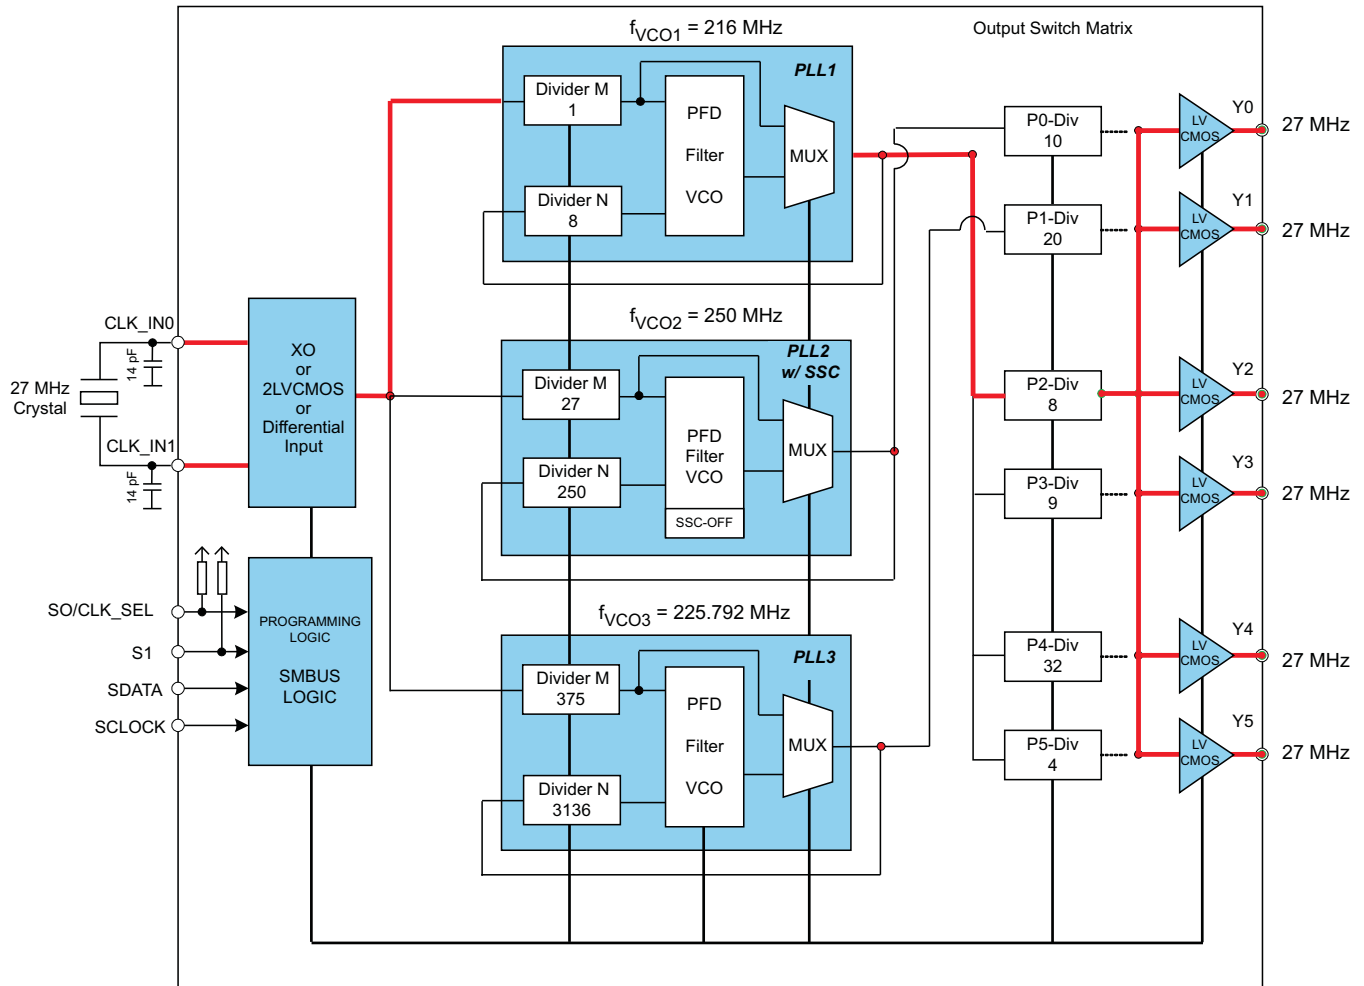 fVCO1 = 216 MHz
Output Switch Matrix
PLL1
Divider M
1
PFD
Filter
VCO
MUX
Divider N
8
P0-Div
10
LV
CMOS
Y0
27 MHz
P1-Div
20
LV
CMOS
Y1
27 MHz
CLK_IN0
14 pF
27 MHz
Crystal
CLK_IN1
14 pF
XO
or
2LVCMOS
or
Differential
Input
fVCO2 = 250 MHz
PLL2
w/ SSC
Divider M
27
PFD
Filter
VCO
SSC-OFF
MUX
Divider N
250
P2-Div
8
LV
CMOS
Y2
27 MHz
P3-Div
9
LV
CMOS
Y3
27 MHz
SO/CLK_SEL
S1
SDATA
SCLOCK
PROGRAMMING
LOGIC
SMBUS
LOGIC
fVCO3 = 225.792 MHz
PLL3
Divider M
375
PFD
Filter
VCO
MUX
Divider N
3136
P4-Div
32
LV
CMOS
Y4
27 MHz
P5-Div
4
LV
CMOS
Y5
27 MHz